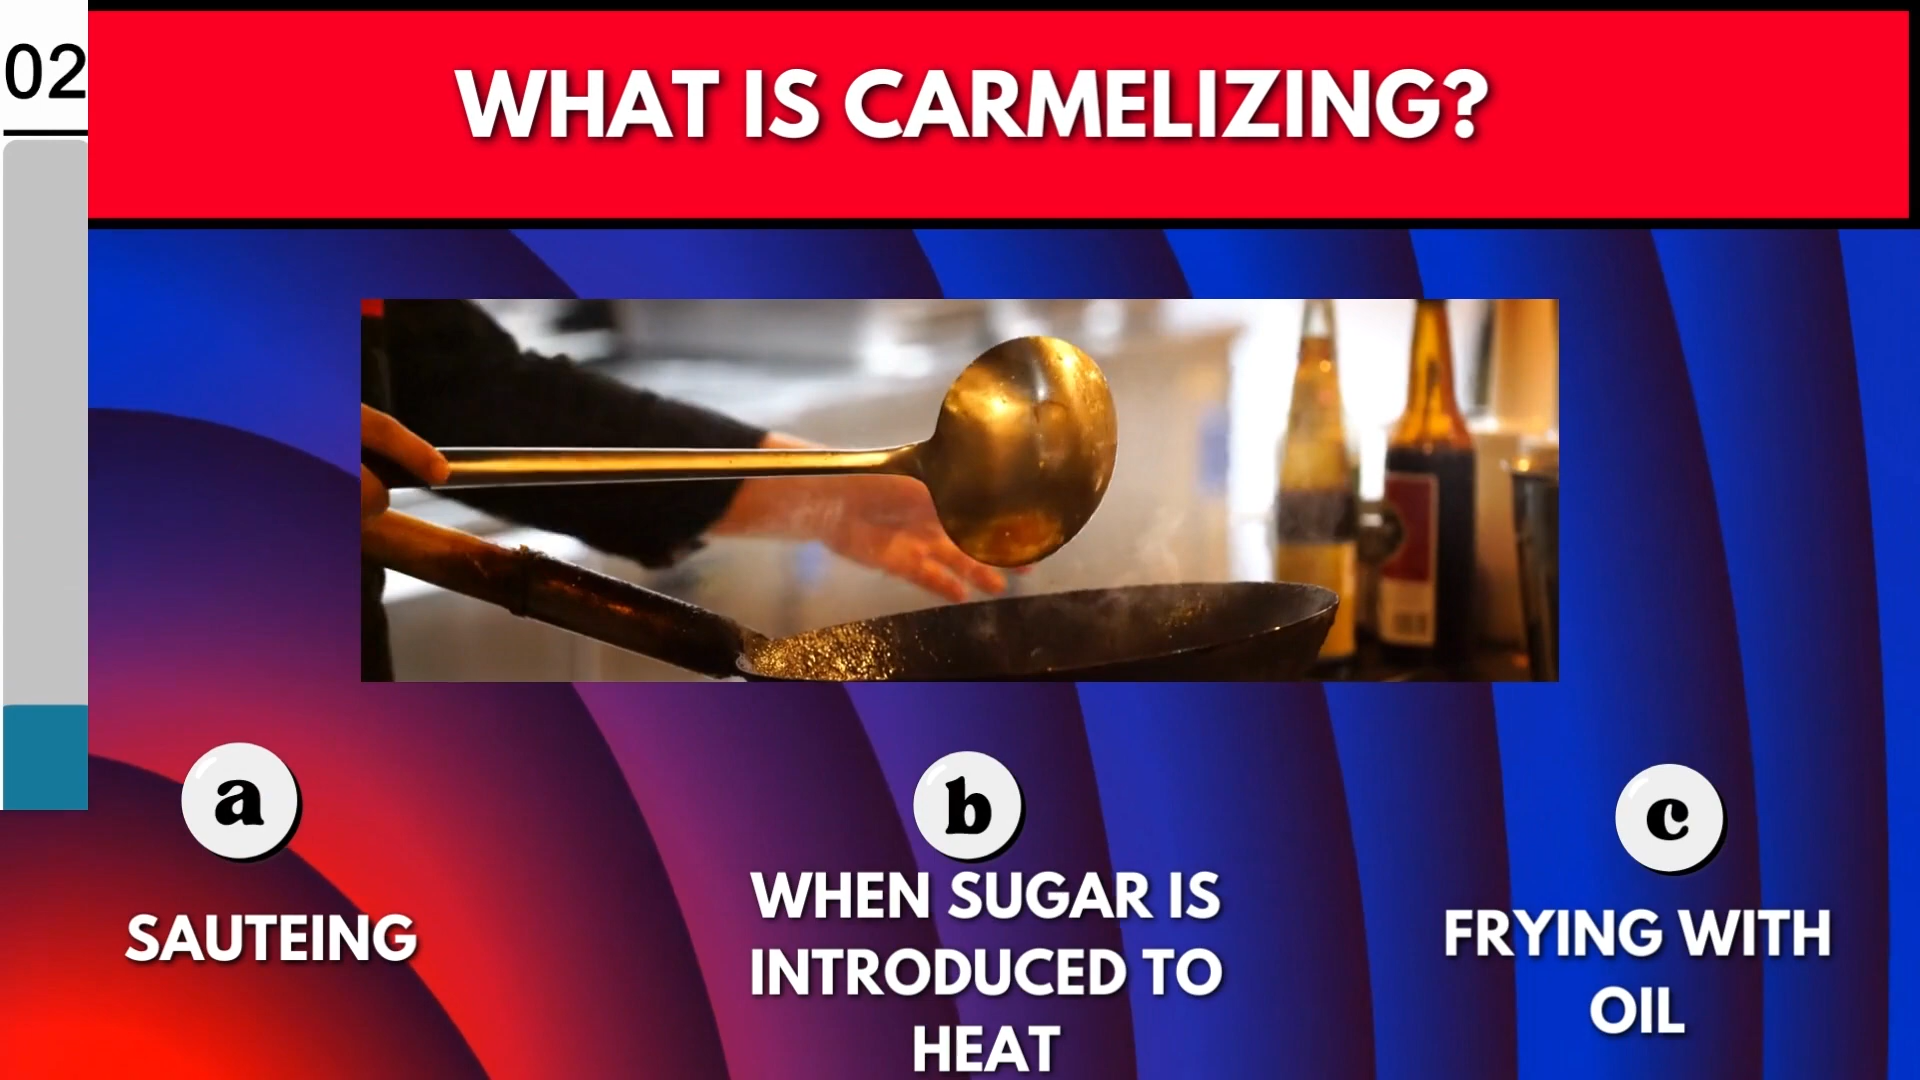 02
WHAT IS CARMELIZING?
a
SAUTEING
b
WHEN SUGAR IS
INTRODUCED TO
HEAT
c
FRYING WITH
OIL